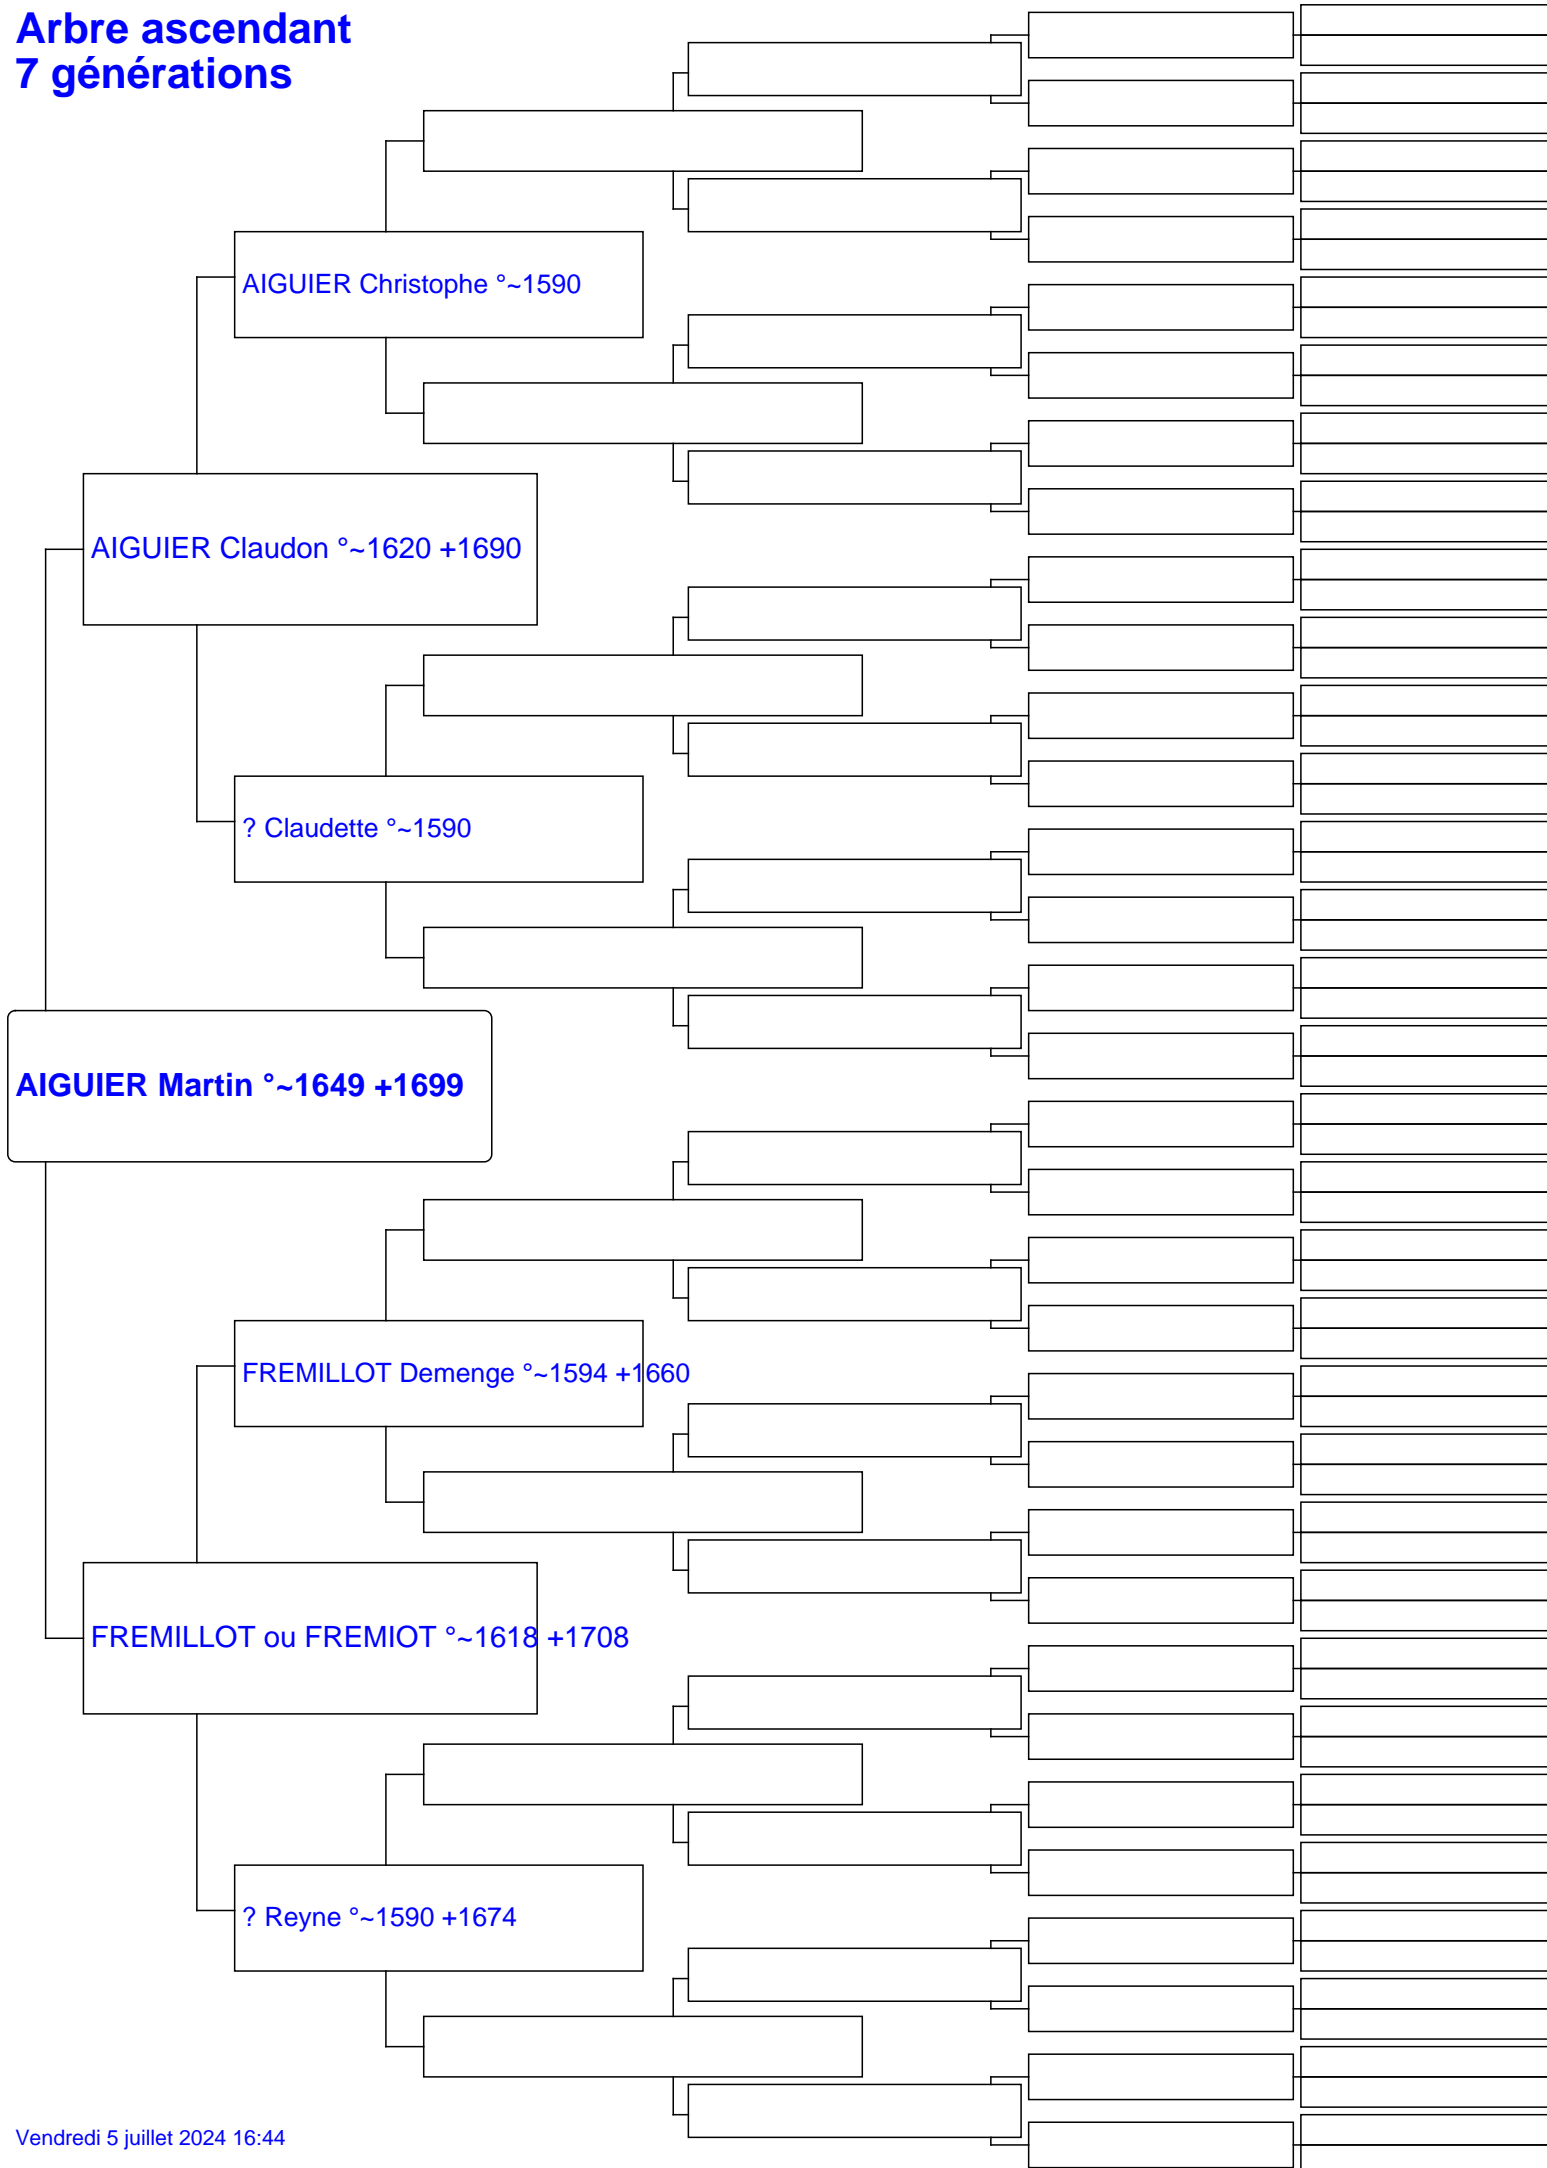 Arbre ascendant
7 générations
AIGUIER Christophe °~1590
AIGUIER Claudon °~1620 +1690
? Claudette °~1590
AIGUIER Martin °~1649 +1699
FREMILLOT Demenge °~1594 +1660
FREMILLOT ou FREMIOT °~1618 +1708
? Reyne °~1590 +1674
Vendredi 5 juillet 2024 16:44